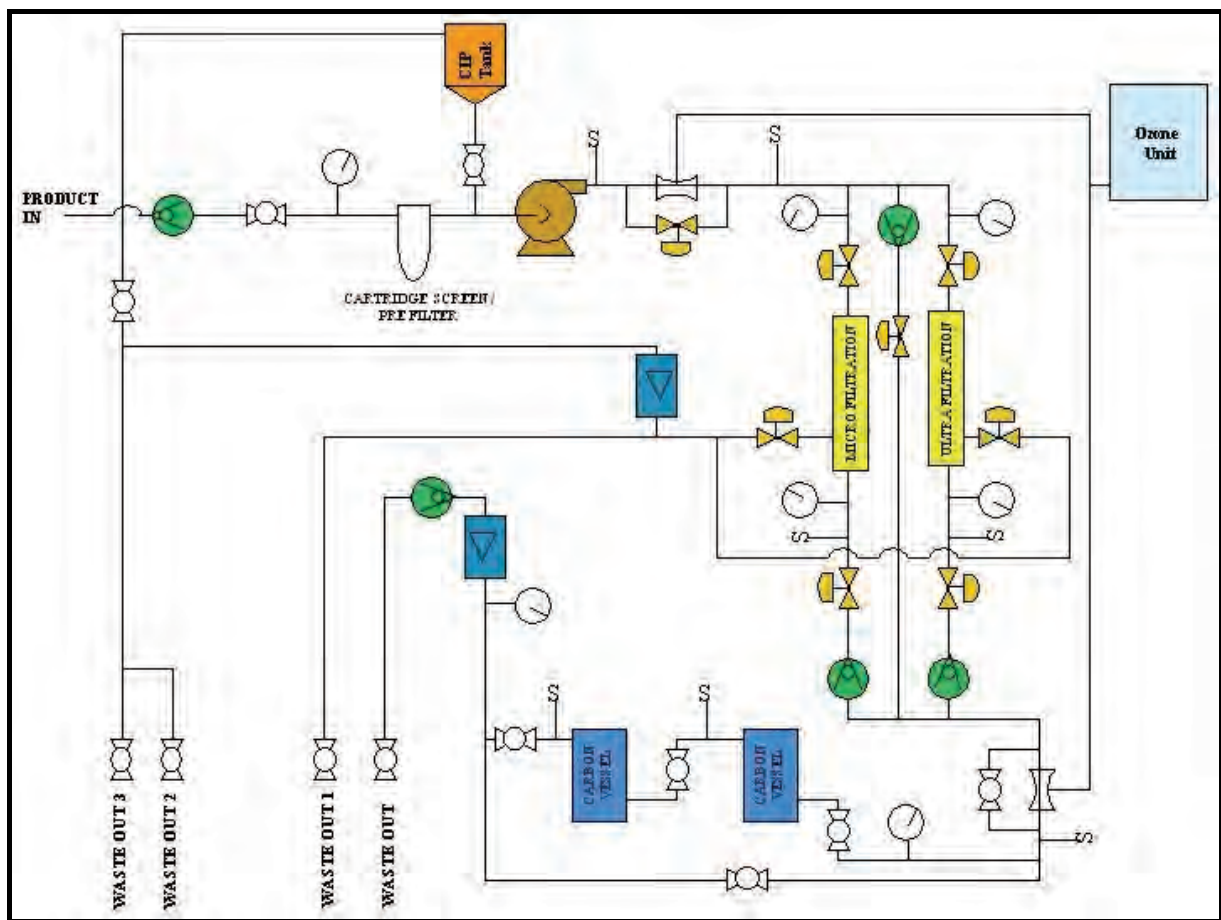 CIP
Tank
Ozone
Unit
S
S
PRODUCT
IN
CARTRIDGE SCREEN/
PRE FILTER
MICRO FILTRATION
ULTRA FILTRATION
S
S
S
S
CARBON
VESSEL
CARBON
VESSEL
S
WASTE OUT 3
WASTE OUT 2
WASTE OUT 1
WASTE OUT